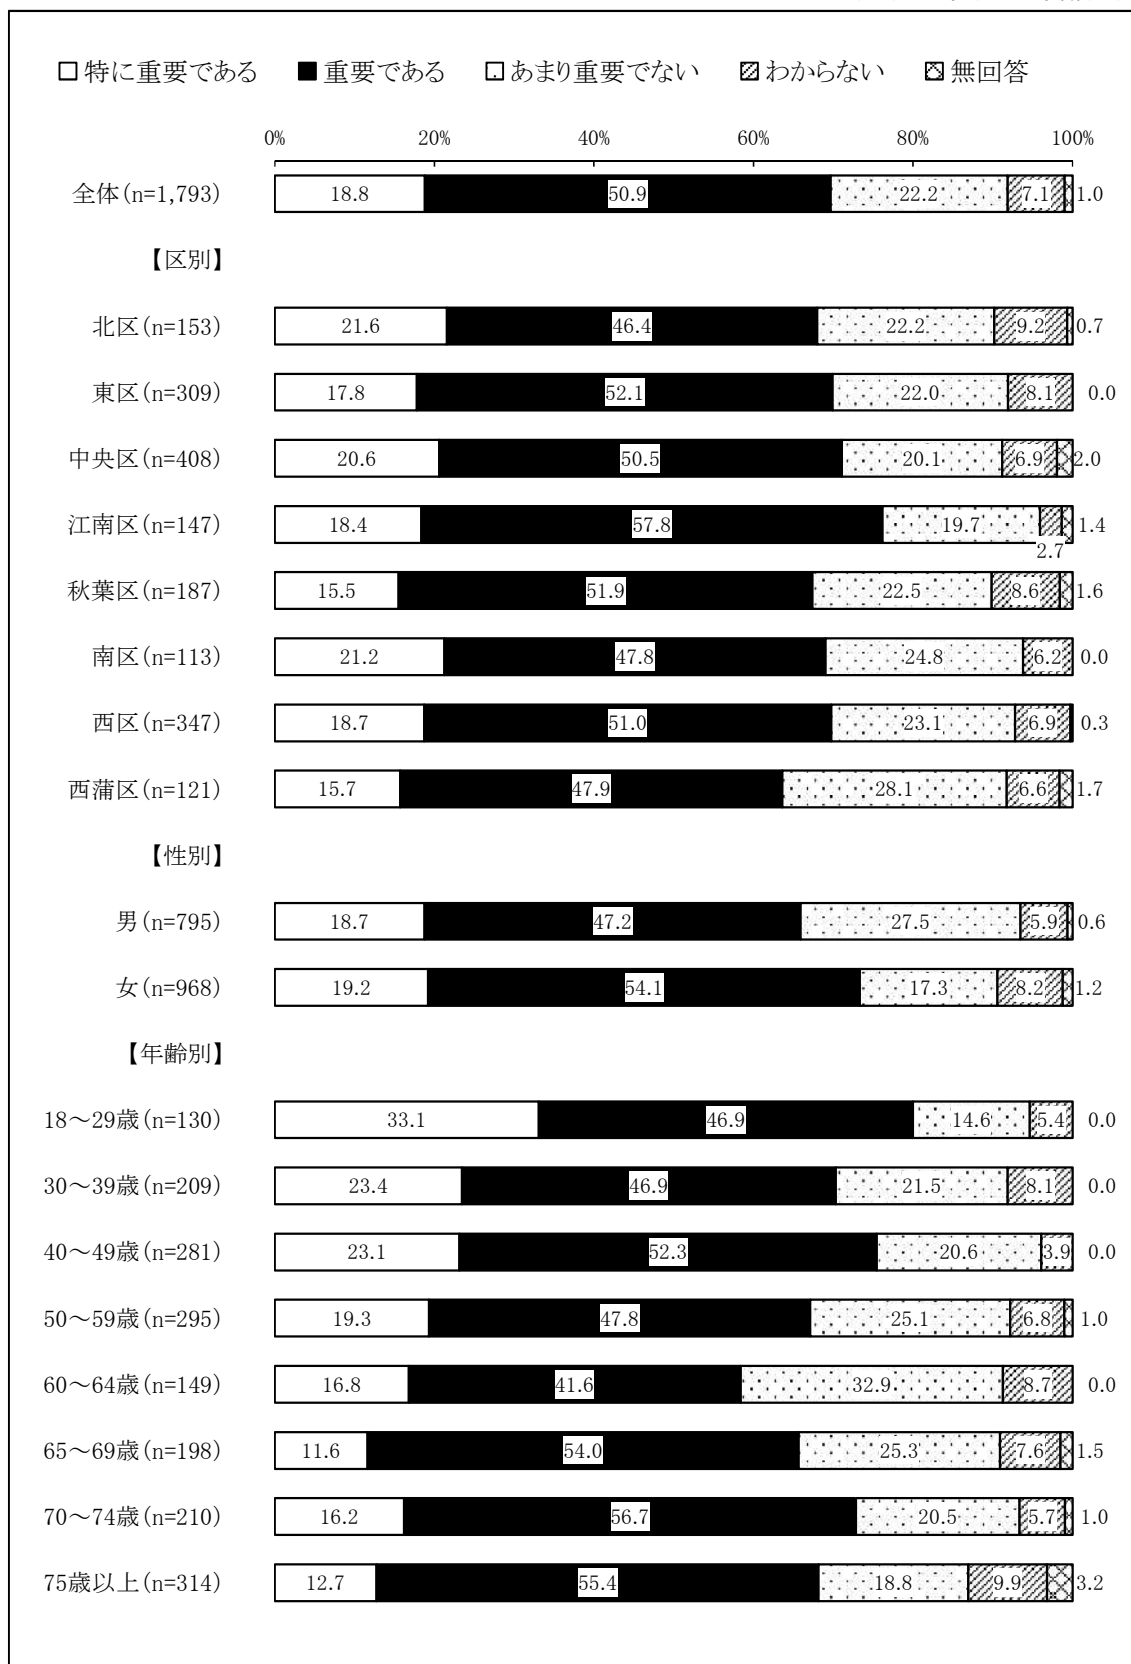 特に重要である 重要である あまり重要でない わからない 無回答
0% 20% 40% 60% 80% 100%
全体(n=1,793) 18.8 50.9 22.2 7.1 1.0
【区別】
北区(n=153) 21.6 46.4 22.2 9.2 0.7
東区(n=309) 17.8 52.1 22.0 8.1 0.0
中央区(n=408) 20.6 50.5 20.1 6.9 2.0
江南区(n=147) 18.4 57.8 19.7 2.7 1.4
秋葉区(n=187) 15.5 51.9 22.5 8.6 1.6
南区(n=113) 21.2 47.8 24.8 6.2 0.0
西区(n=347) 18.7 51.0 23.1 6.9 0.3
西蒲区(n=121) 15.7 47.9 28.1 6.6 1.7
【性別】
男(n=795) 18.7 47.2 27.5 5.9 0.6
女(n=968) 19.2 54.1 17.3 8.2 1.2
【年齢別】
18～29歳(n=130) 33.1 46.9 14.6 5.4 0.0
30～39歳(n=209) 23.4 46.9 21.5 8.1 0.0
40～49歳(n=281) 23.1 52.3 20.6 3.9 0.0
50～59歳(n=295) 19.3 47.8 25.1 6.8 1.0
60～64歳(n=149) 16.8 41.6 32.9 8.7 0.0
65～69歳(n=198) 11.6 54.0 25.3 7.6 1.5
70～74歳(n=210) 16.2 56.7 20.5 5.7 1.0
75歳以上(n=314) 12.7 55.4 18.8 9.9 3.2